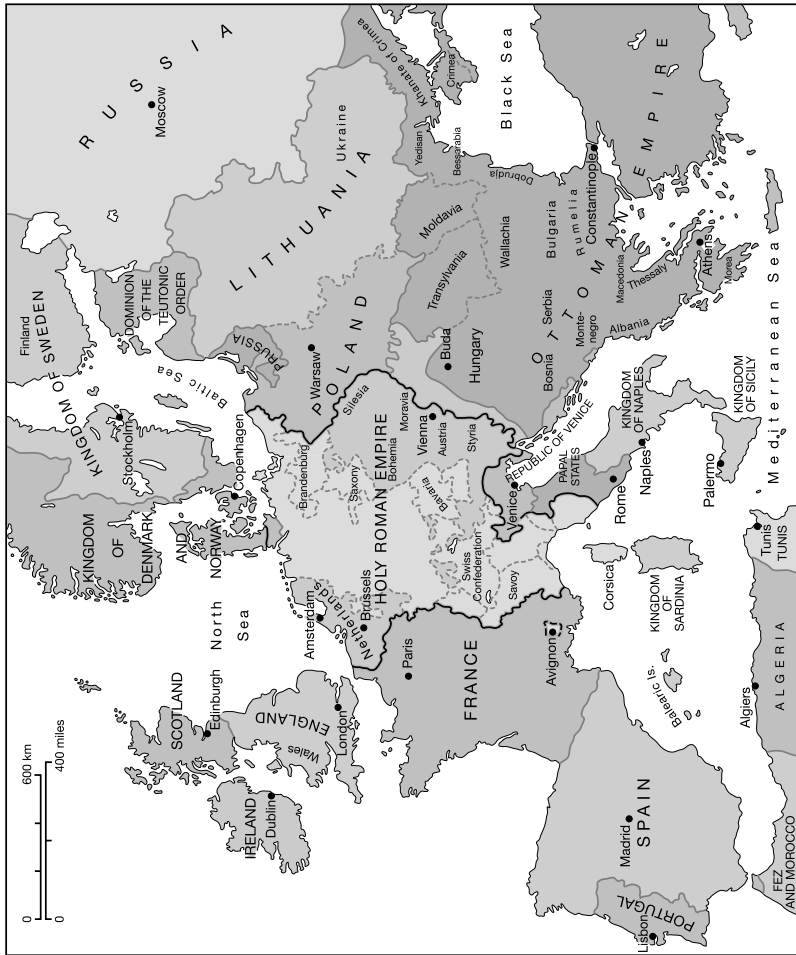 0
600 km
0
400 miles
RUSSIA
Moscow
Finland
KINGDOM OF SWEDEN
Stockholm
KINGDOM
OF
DENMARK
AND
NORWAY
Copenhagen
Baltic Sea
DOMINION
OF THE
TEUTONIC
ORDER
PRUSSIA
LITHUANIA
Ukraine
Khanate of Crimea
Crimea
Yedisan
Bessarabia
Dobrudja
Black Sea
POLAND
Warsaw
Silesia
Moldavia
Transylvania
Wallachia
Buda
Hungary
Bosnia
Serbia
Monte-
negro
Bulgaria
Rumelia
Constantinople
OTTOMAN
EMPIRE
Macedonia
Albania
Thessaly
Athens
Morea
SCOTLAND
Edinburgh
North
Sea
IRELAND
Dublin
ENGLAND
Wales
London
Amsterdam
Netherlands
Brussels
HOLY ROMAN EMPIRE
Brandenburg
Saxony
Bohemia
Moravia
Vienna
Austria
Styria
Bavaria
Swiss
Confederation
Savoy
Paris
FRANCE
Avignon
Venice
REPUBLIC OF VENICE
PAPAL
STATES
Rome
KINGDOM
OF NAPLES
Naples
KINGDOM
OF SICILY
Palermo
Mediterranean Sea
Corsica
KINGDOM
OF
SARDINIA
Balearic Is.
SPAIN
Madrid
PORTUGAL
Lisbon
FEZ
AND MOROCCO
Algiers
ALGERIA
Tunis
TUNIS